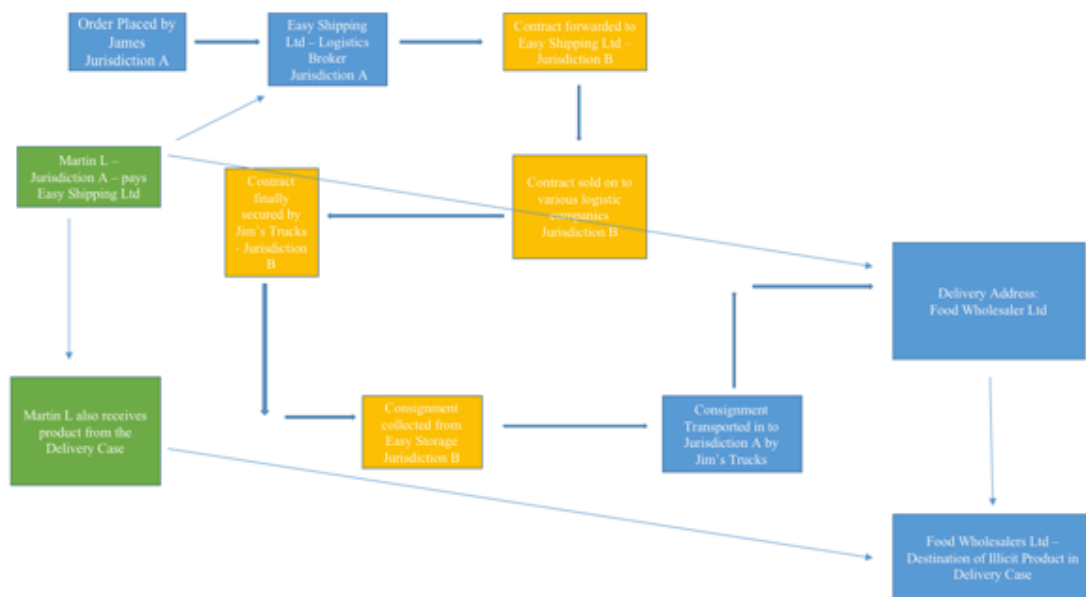 Order Placed by
James
Jurisdiction A
Easy Shipping
Ltd – Logistics
Broker
Jurisdiction A
Contract forwarded to
Easy Shipping Ltd –
Jurisdiction B
Martin L –
Jurisdiction A – pays
Easy Shipping Ltd
Contract
finally
secured by
Jim's Trucks
- Jurisdiction
B
Contract sold on to
various logistic
companies
Jurisdiction B
Delivery Address:
Food Wholesaler Ltd
Martin L also receives
product from the
Delivery Case
Consignment
collected from
Easy Storage
Jurisdiction B
Consignment
Transported in to
Jurisdiction A by
Jim's Trucks
Food Wholesalers Ltd –
Destination of Illicit Product in
Delivery Case